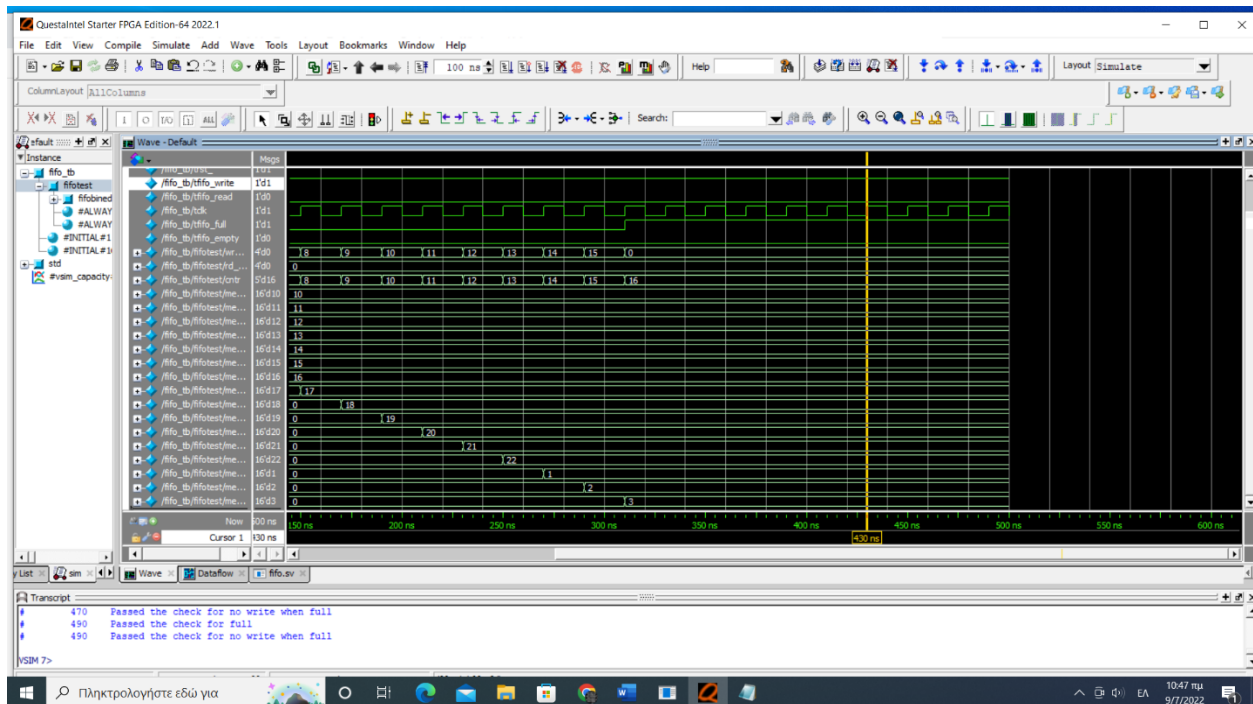 QuestaIntel Starter FPGA Edition-64 2022.1
File Edit View Compile Simulate Add Wave Tools Layout Bookmarks Window Help
100 ns Help Layout Simulate
ColumnLayout AllColumns
Search:
efault Wave - Default
Instance Msgs
fifo_tb
fifotest
fifobined
#ALWAY
#ALWAY
#INITIAL#1
#INITIAL#1
std
#vsim_capacity
/fifo_tb/trst_ 1'd1
/fifo_tb/tfifo_write 1'd1
/fifo_tb/tfifo_read 1'd0
/fifo_tb/tclk 1'd1
/fifo_tb/tfifo_full 1'd1
/fifo_tb/tfifo_empty 1'd0
/fifo_tb/fifotest/wr... 4'd0 8 9 10 11 12 13 14 15 0
/fifo_tb/fifotest/rd_... 4'd0 0
/fifo_tb/fifotest/cntr 5'd16 8 9 10 11 12 13 14 15 16
/fifo_tb/fifotest/me... 16'd10 10
/fifo_tb/fifotest/me... 16'd11 11
/fifo_tb/fifotest/me... 16'd12 12
/fifo_tb/fifotest/me... 16'd13 13
/fifo_tb/fifotest/me... 16'd14 14
/fifo_tb/fifotest/me... 16'd15 15
/fifo_tb/fifotest/me... 16'd16 16
/fifo_tb/fifotest/me... 16'd17 17
/fifo_tb/fifotest/me... 16'd18 0 18
/fifo_tb/fifotest/me... 16'd19 0 19
/fifo_tb/fifotest/me... 16'd20 0 20
/fifo_tb/fifotest/me... 16'd21 0 21
/fifo_tb/fifotest/me... 16'd22 0 22
/fifo_tb/fifotest/me... 16'd1 0 1
/fifo_tb/fifotest/me... 16'd2 0 2
/fifo_tb/fifotest/me... 16'd3 0 3
Now 500 ns 150 ns 200 ns 250 ns 300 ns 350 ns 400 ns 450 ns 500 ns 550 ns 600 ns
Cursor 1 430 ns 430 ns
y List sim Wave Dataflow fifo.sv
Transcript
# 470 Passed the check for no write when full
# 490 Passed the check for full
# 490 Passed the check for no write when full
VSIM 7>
Πληκτρολογήστε εδώ για
ΕΛ
10:47 πμ
9/7/2022